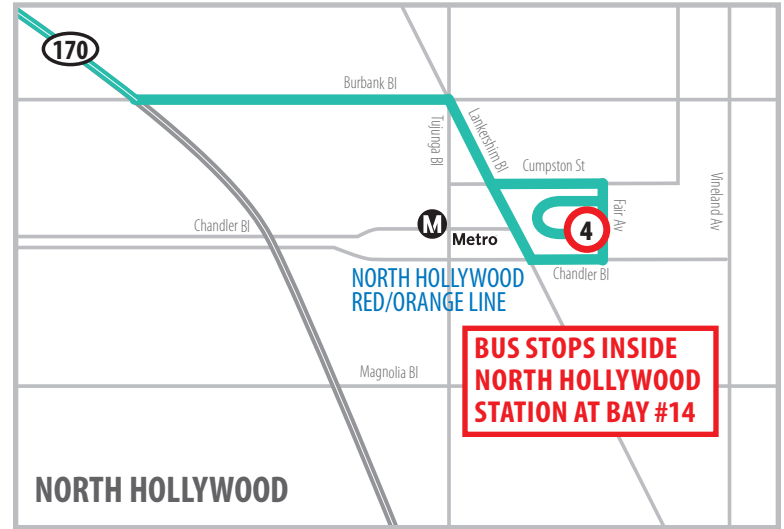 170
Burbank Bl
Tujunga Bl
Lankershim Bl
Cumpston St
Fair Av
Vineland Av
4
Chandler Bl
M
Metro
Chandler Bl
NORTH HOLLYWOOD
RED/ORANGE LINE
BUS STOPS INSIDE
NORTH HOLLYWOOD
STATION AT BAY #14
Magnolia Bl
NORTH HOLLYWOOD